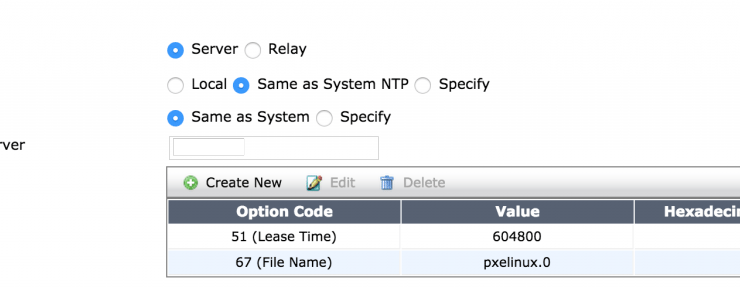 Server Relay
Local Same as System NTP Specify
Same as System Specify
rver
Create New Edit Delete
Option Code Value Hexadeci
51 (Lease Time) 604800
67 (File Name) pxelinux.0